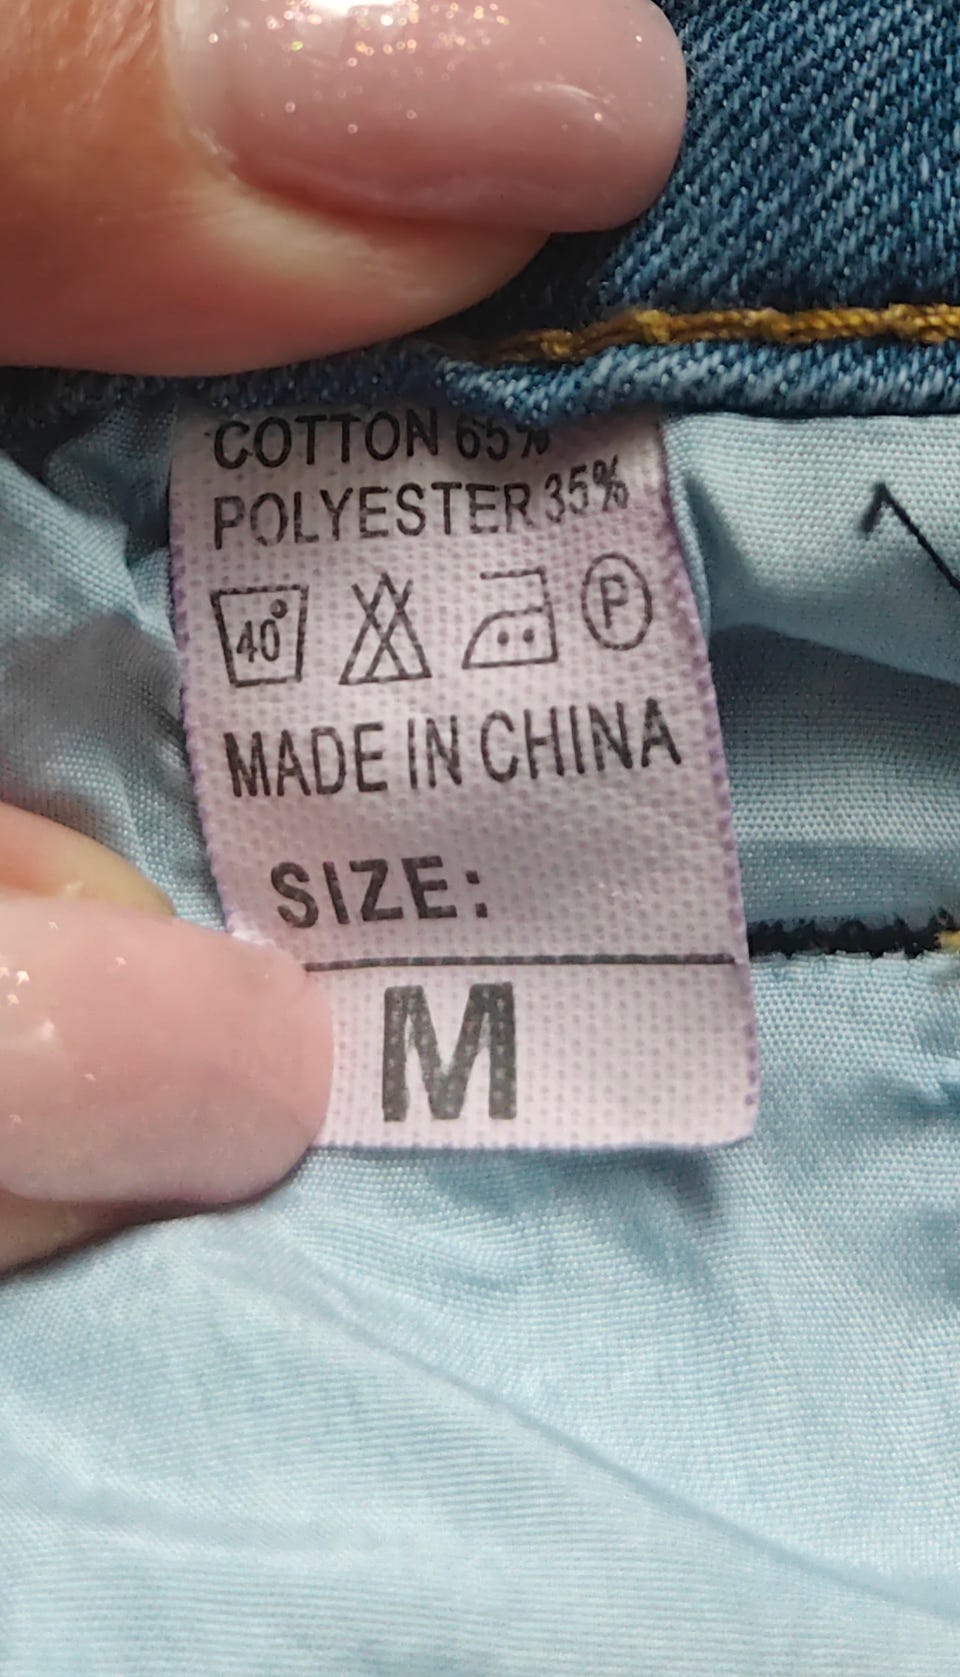 COTTON 65%
POLYESTER 35%
40° P
MADE IN CHINA
SIZE:
M